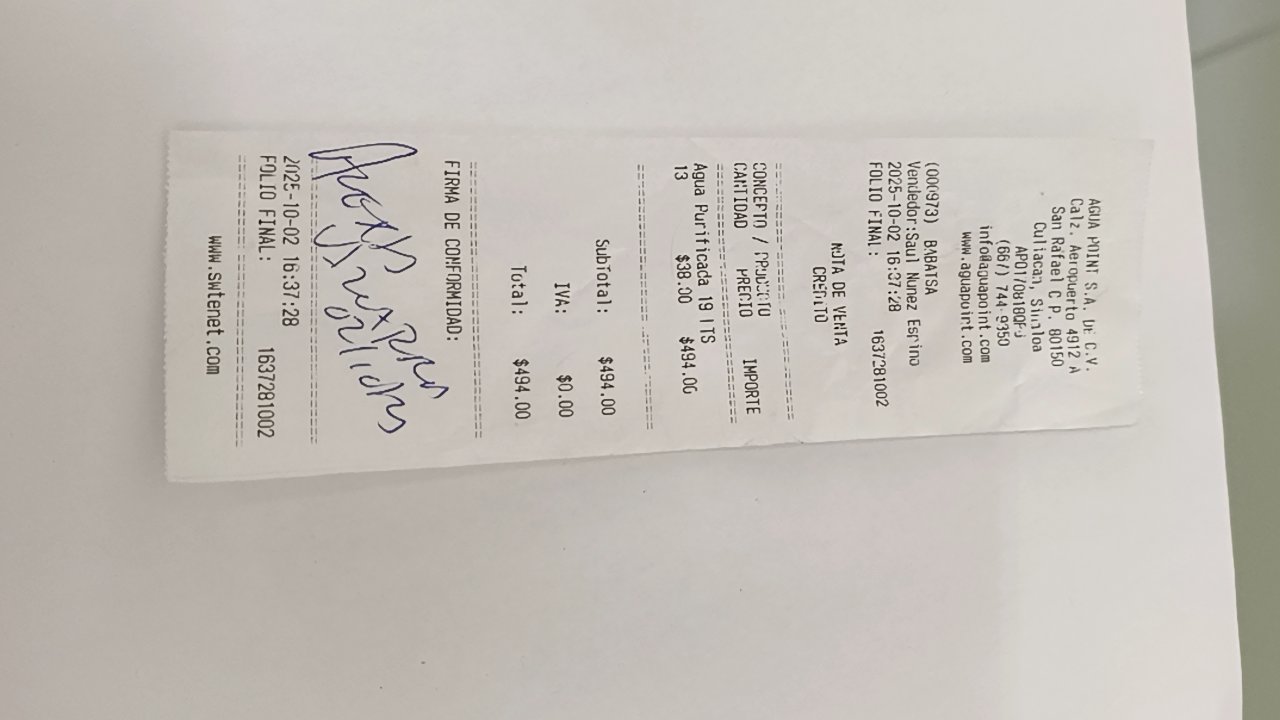 AGUA POINT S.A. DE C.V.
Calz. Aeropuerto 4912 A
San Rafael C P. 80150
Culiacan, Sinaloa
(667) 744-9350
info@aguapoint.com
www.aguapoint.com
NOTA DE VENTA
CREDITO
(000973) BABATSA
Vendedor:Saul Nunez Espino
2025-10-02 16:37:28
FOLIO FINAL: 1637281002
CONCEPTO / PRODUCTO
CANTIDAD PRECIO IMPORTE
Agua Purificada 19 LTS
13 $38.00 $494.00
SubTotal: $494.00
IVA: $0.00
Total: $494.00
FIRMA DE CONFORMIDAD:
2025-10-02 16:37:28
FOLIO FINAL: 1637281002
www.swtenet.com